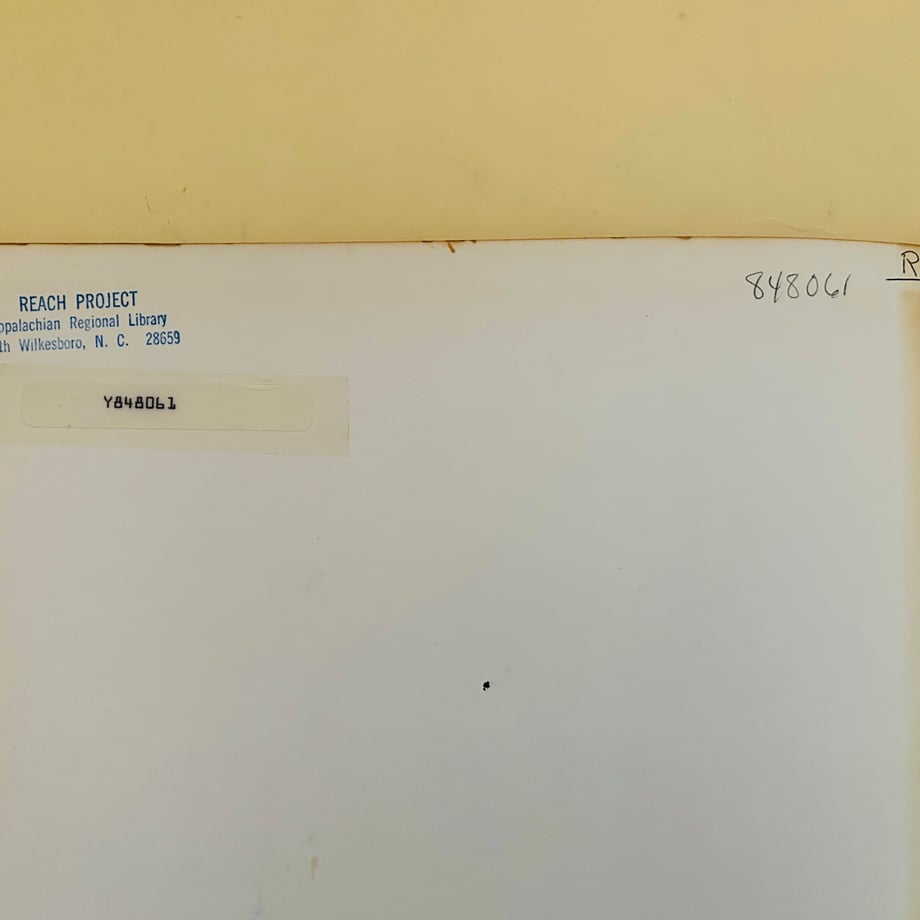 REACH PROJECT
ppalachian Regional Library
th Wilkesboro, N. C. 28659
Y848061
848061
R